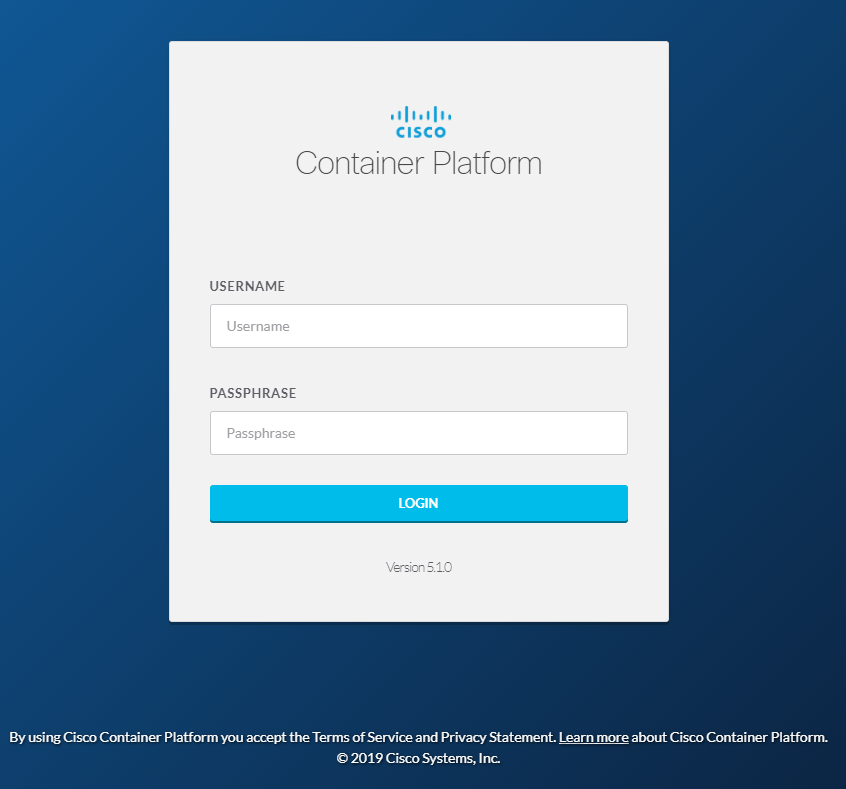 CISCO
Container Platform
USERNAME
Username
PASSPHRASE
Passphrase
LOGIN
Version 5.1.0
By using Cisco Container Platform you accept the Terms of Service and Privacy Statement. Learn more about Cisco Container Platform.
© 2019 Cisco Systems, Inc.